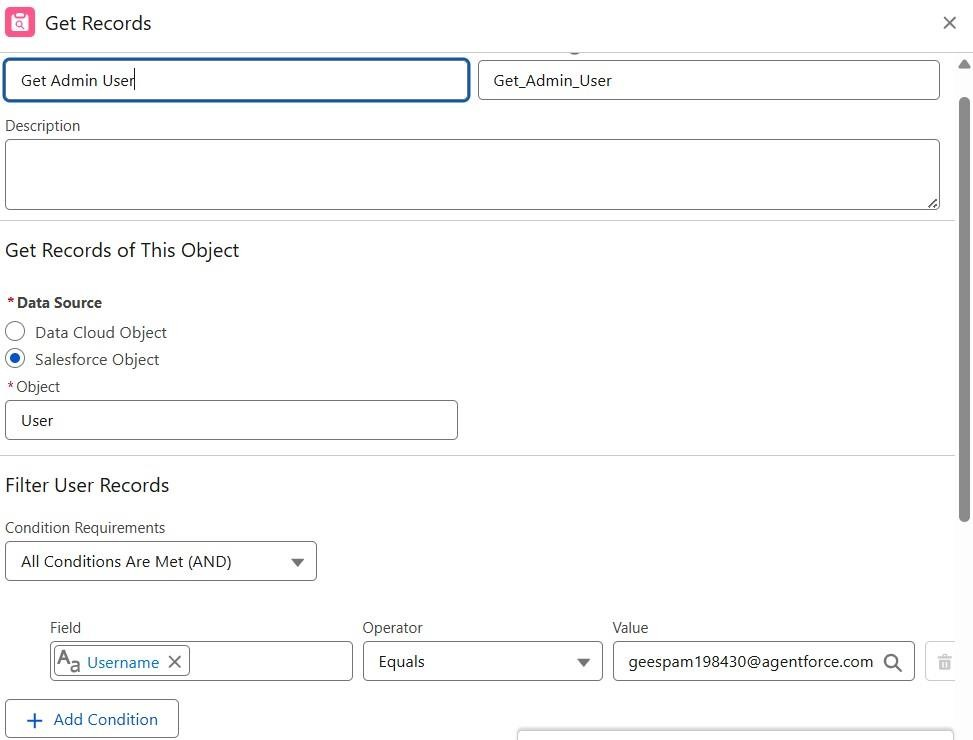 Get Records
Get Admin User
Get_Admin_User
Description
Get Records of This Object
* Data Source
Data Cloud Object
Salesforce Object
* Object
User
Filter User Records
Condition Requirements
All Conditions Are Met (AND)
Field Operator Value
Aa Username Equals geespam198430@agentforce.com
+ Add Condition